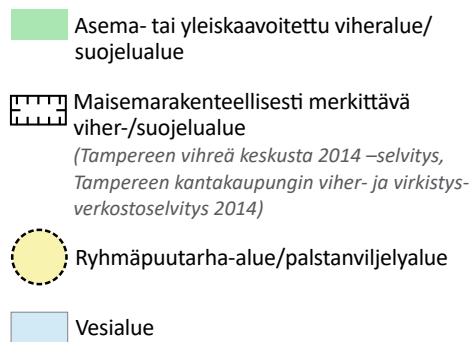 Asema- tai yleiskaavoitettu viheralue/
suojelualue
Maisemarakenteellisesti merkittävä
viher-/suojelualue
(Tampereen vihreä keskusta 2014 –selvitys,
Tampereen kantakaupungin viher- ja virkistys-
verkostoselvitys 2014)
Ryhmäpuutarha-alue/palstanviljelyalue
Vesialue